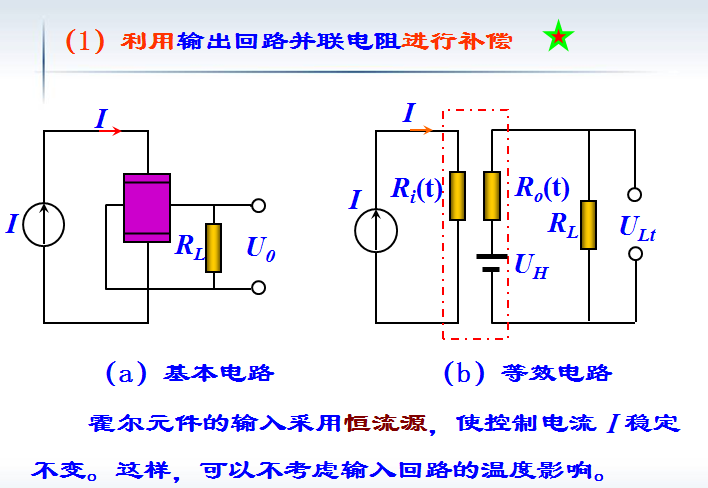 （1）利用输出回路并联电阻进行补偿
I
I
R_L
U_0
I
I
R_i(t)
R_o(t)
R_L
U_Lt
U_H
（a）基本电路
（b）等效电路
霍尔元件的输入采用恒流源，使控制电流 I 稳定
不变。这样，可以不考虑输入回路的温度影响。